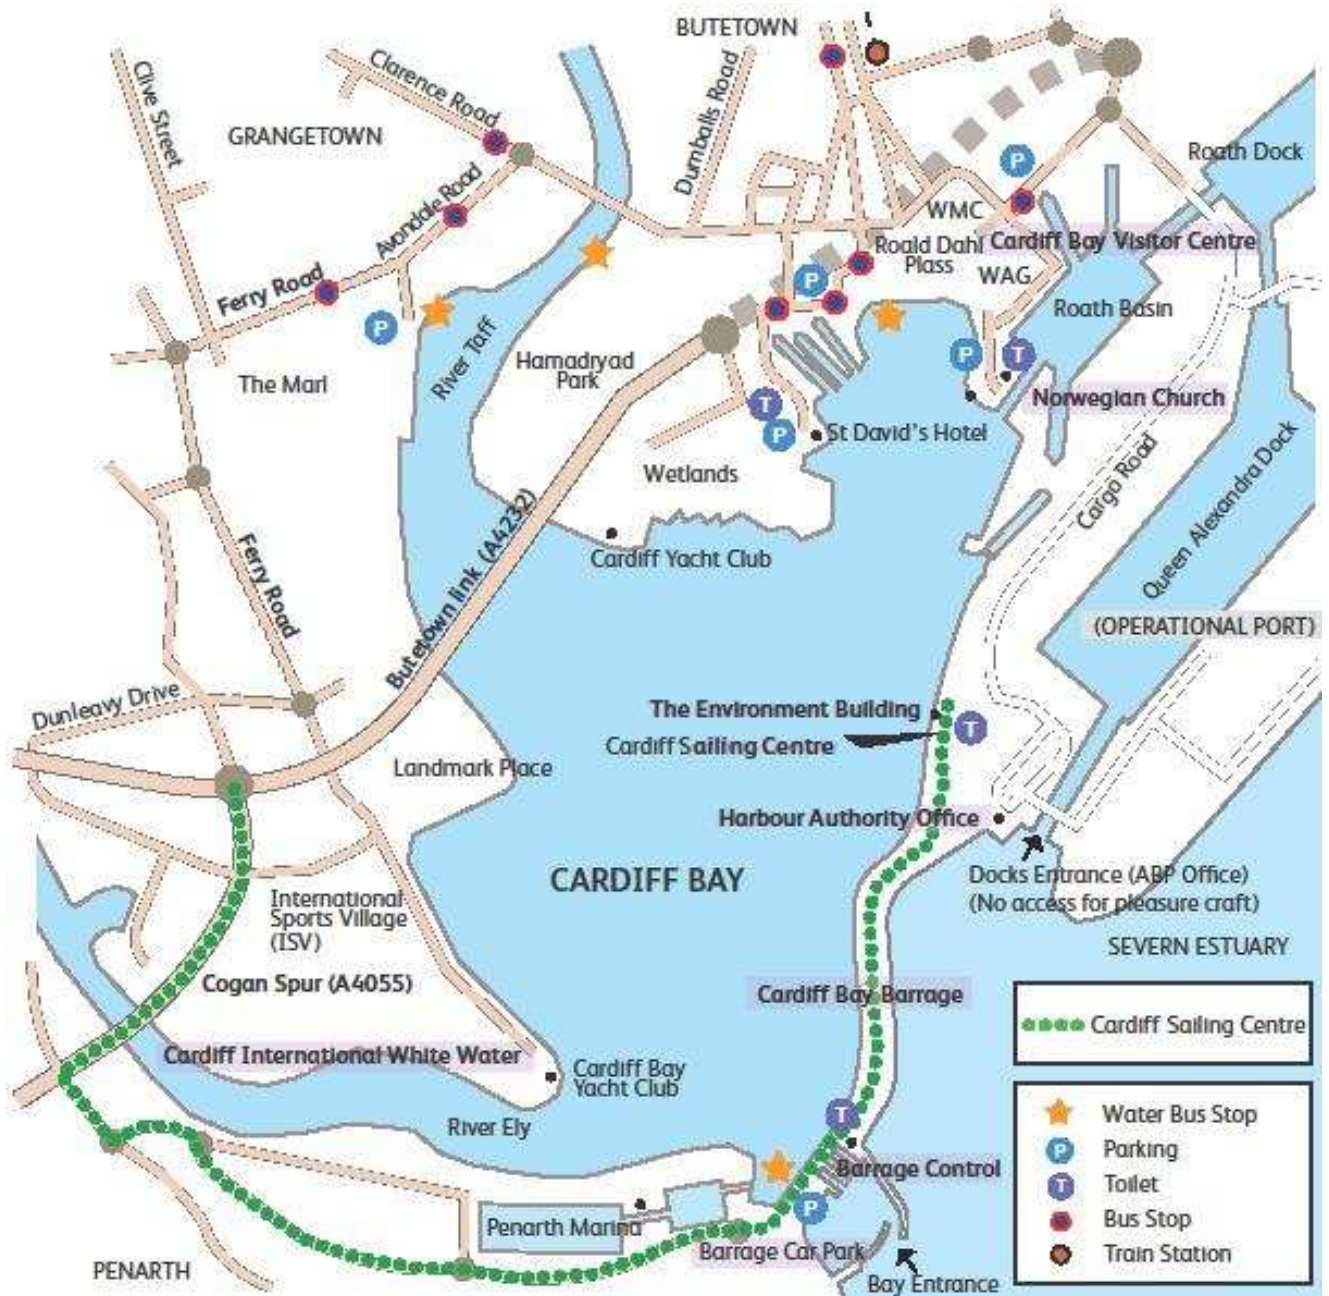 BUTETOWN
Clive Street
Clarence Road
GRANGETOWN
Dumballs Road
Roath Dock
Avondale Road
WMC
Cardiff Bay Visitor Centre
Roald Dahl
Plass
WAG
Ferry Road
Roath Basin
River Taff
Hamadryad
Park
The Marl
Norwegian Church
St David's Hotel
Wetlands
Cargo Road
Queen Alexandra Dock
Butetown link (A4232)
Cardiff Yacht Club
Ferry Road
(OPERATIONAL PORT)
Dunleavy Drive
The Environment Building
Cardiff Sailing Centre
Landmark Place
Harbour Authority Office
CARDIFF BAY
Docks Entrance (ABP Office)
(No access for pleasure craft)
International
Sports Village
(ISV)
SEVERN ESTUARY
Cogan Spur (A4055)
Cardiff Bay Barrage
Cardiff Sailing Centre
Cardiff International White Water
Cardiff Bay
Yacht Club
River Ely
Water Bus Stop
P Parking
T Toilet
Bus Stop
Train Station
Barrage Control
Penarth Marina
Barrage Car Park
PENARTH
Bay Entrance
P
P
P
P
P
P
T
T
T
T